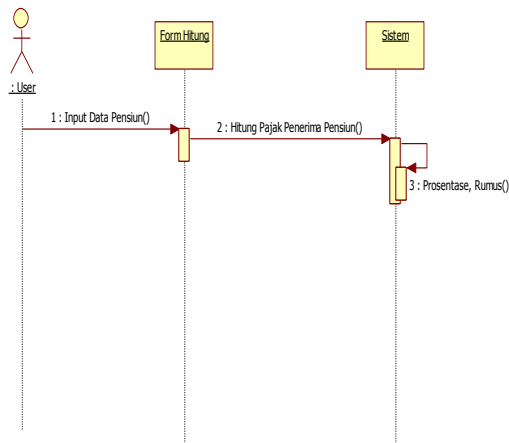 Form Hitung
Sistem
: User
1 : Input Data Pensiun()
2 : Hitung Pajak Penerima Pensiun()
3 : Prosentase, Rumus()